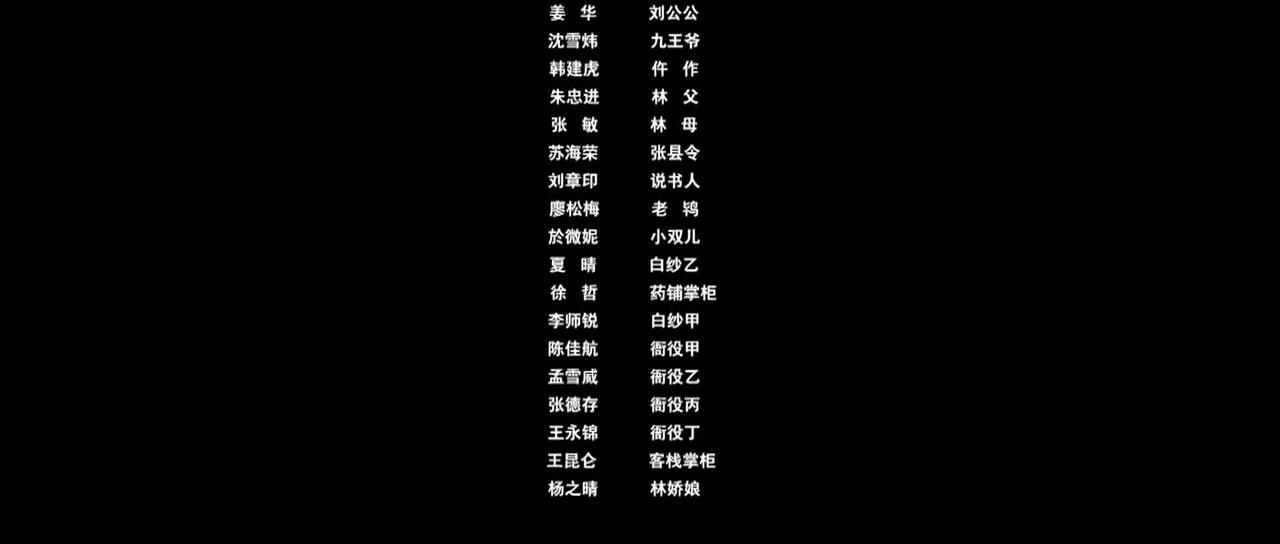 姜 华 刘公公
沈雪炜 九王爷
韩建虎 仵 作
朱忠进 林 父
张 敏 林 母
苏海荣 张县令
刘章印 说书人
廖松梅 老 鸨
於微妮 小双儿
夏 晴 白纱乙
徐 哲 药铺掌柜
李师锐 白纱甲
陈佳航 衙役甲
孟雪威 衙役乙
张德存 衙役丙
王永锦 衙役丁
王昆仑 客栈掌柜
杨之晴 林娇娘